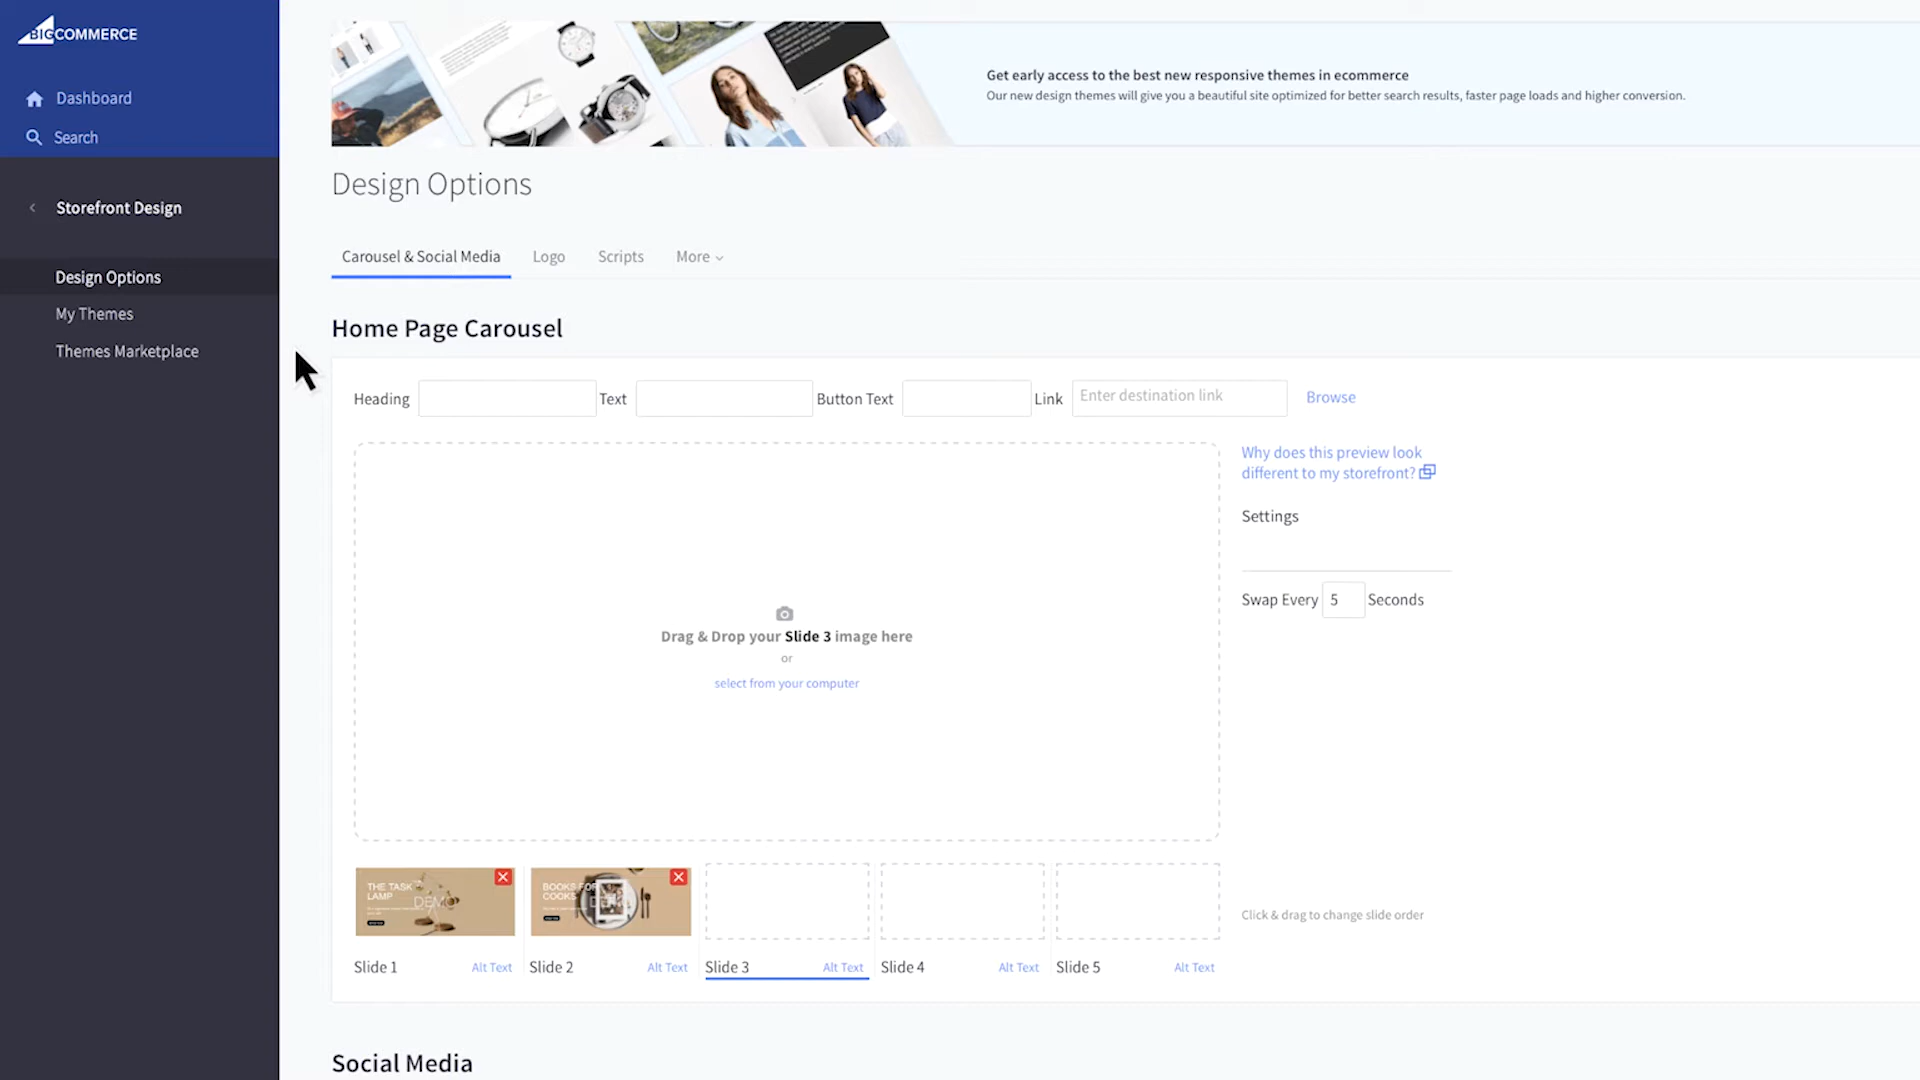 BIGCOMMERCE
Dashboard
Search
Storefront Design
Design Options
My Themes
Themes Marketplace
Get early access to the best new responsive themes in ecommerce
Our new design themes will give you a beautiful site optimized for better search results, faster page loads and higher conversion.
Design Options
Carousel & Social Media Logo Scripts More
Home Page Carousel
Heading Text Button Text Link Enter destination link Browse
Why does this preview look
different to my storefront?
Settings
Swap Every 5 Seconds
Drag & Drop your Slide 3 image here
or
select from your computer
THE TASK
LAMP
DEMO
BOOKS FOR
COOKS
Click & drag to change slide order
Slide 1 Alt Text Slide 2 Alt Text Slide 3 Alt Text Slide 4 Alt Text Slide 5 Alt Text
Social Media